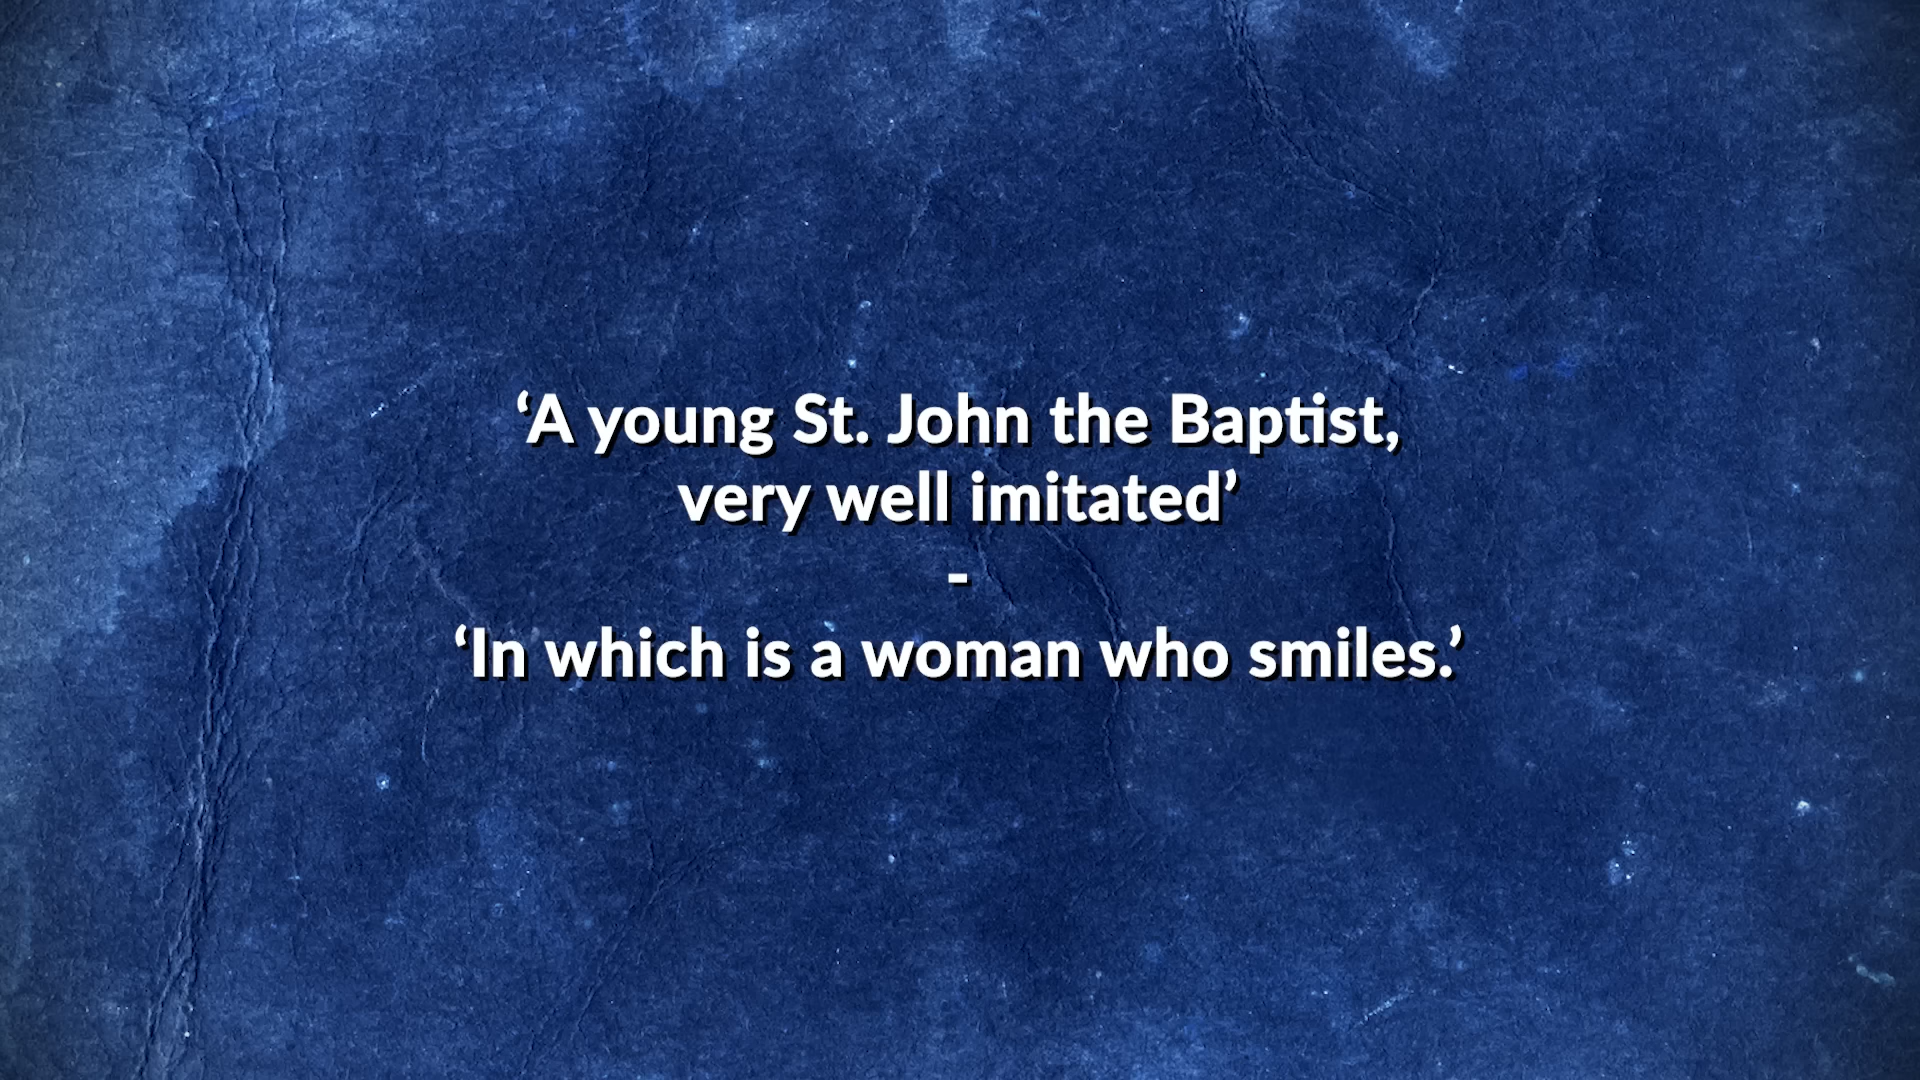 ‘A young St. John the Baptist,
very well imitated’
-
‘In which is a woman who smiles.’